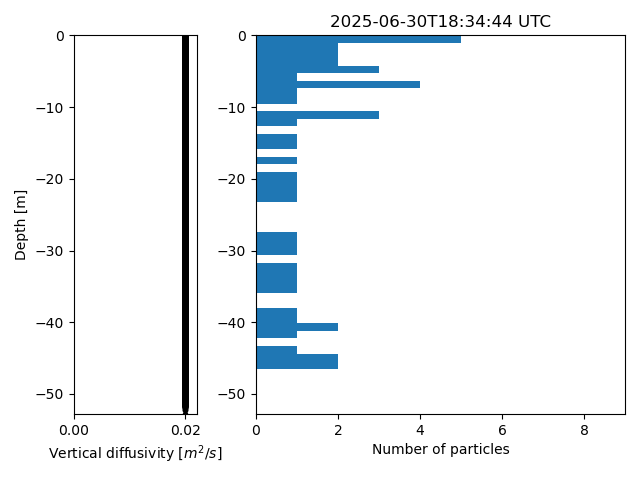 2025-06-30T18:34:44 UTC
0
−10
−20
−30
−40
−50
Depth [m]
0.00 0.02
Vertical diffusivity [m²/s]
0
−10
−20
−30
−40
−50
0 2 4 6 8
Number of particles